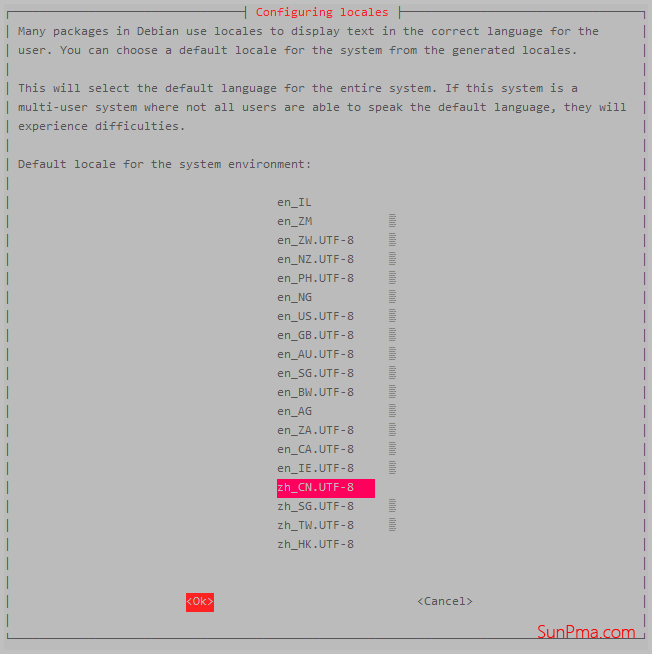 Configuring locales
Many packages in Debian use locales to display text in the correct language for the
user. You can choose a default locale for the system from the generated locales.
This will select the default language for the entire system. If this system is a
multi-user system where not all users are able to speak the default language, they will
experience difficulties.
Default locale for the system environment:
en_IL
en_ZM
en_ZW.UTF-8
en_NZ.UTF-8
en_PH.UTF-8
en_NG
en_US.UTF-8
en_GB.UTF-8
en_AU.UTF-8
en_SG.UTF-8
en_BW.UTF-8
en_AG
en_ZA.UTF-8
en_CA.UTF-8
en_IE.UTF-8
zh_CN.UTF-8
zh_SG.UTF-8
zh_TW.UTF-8
zh_HK.UTF-8
<Ok> <Cancel>
SunPma.com